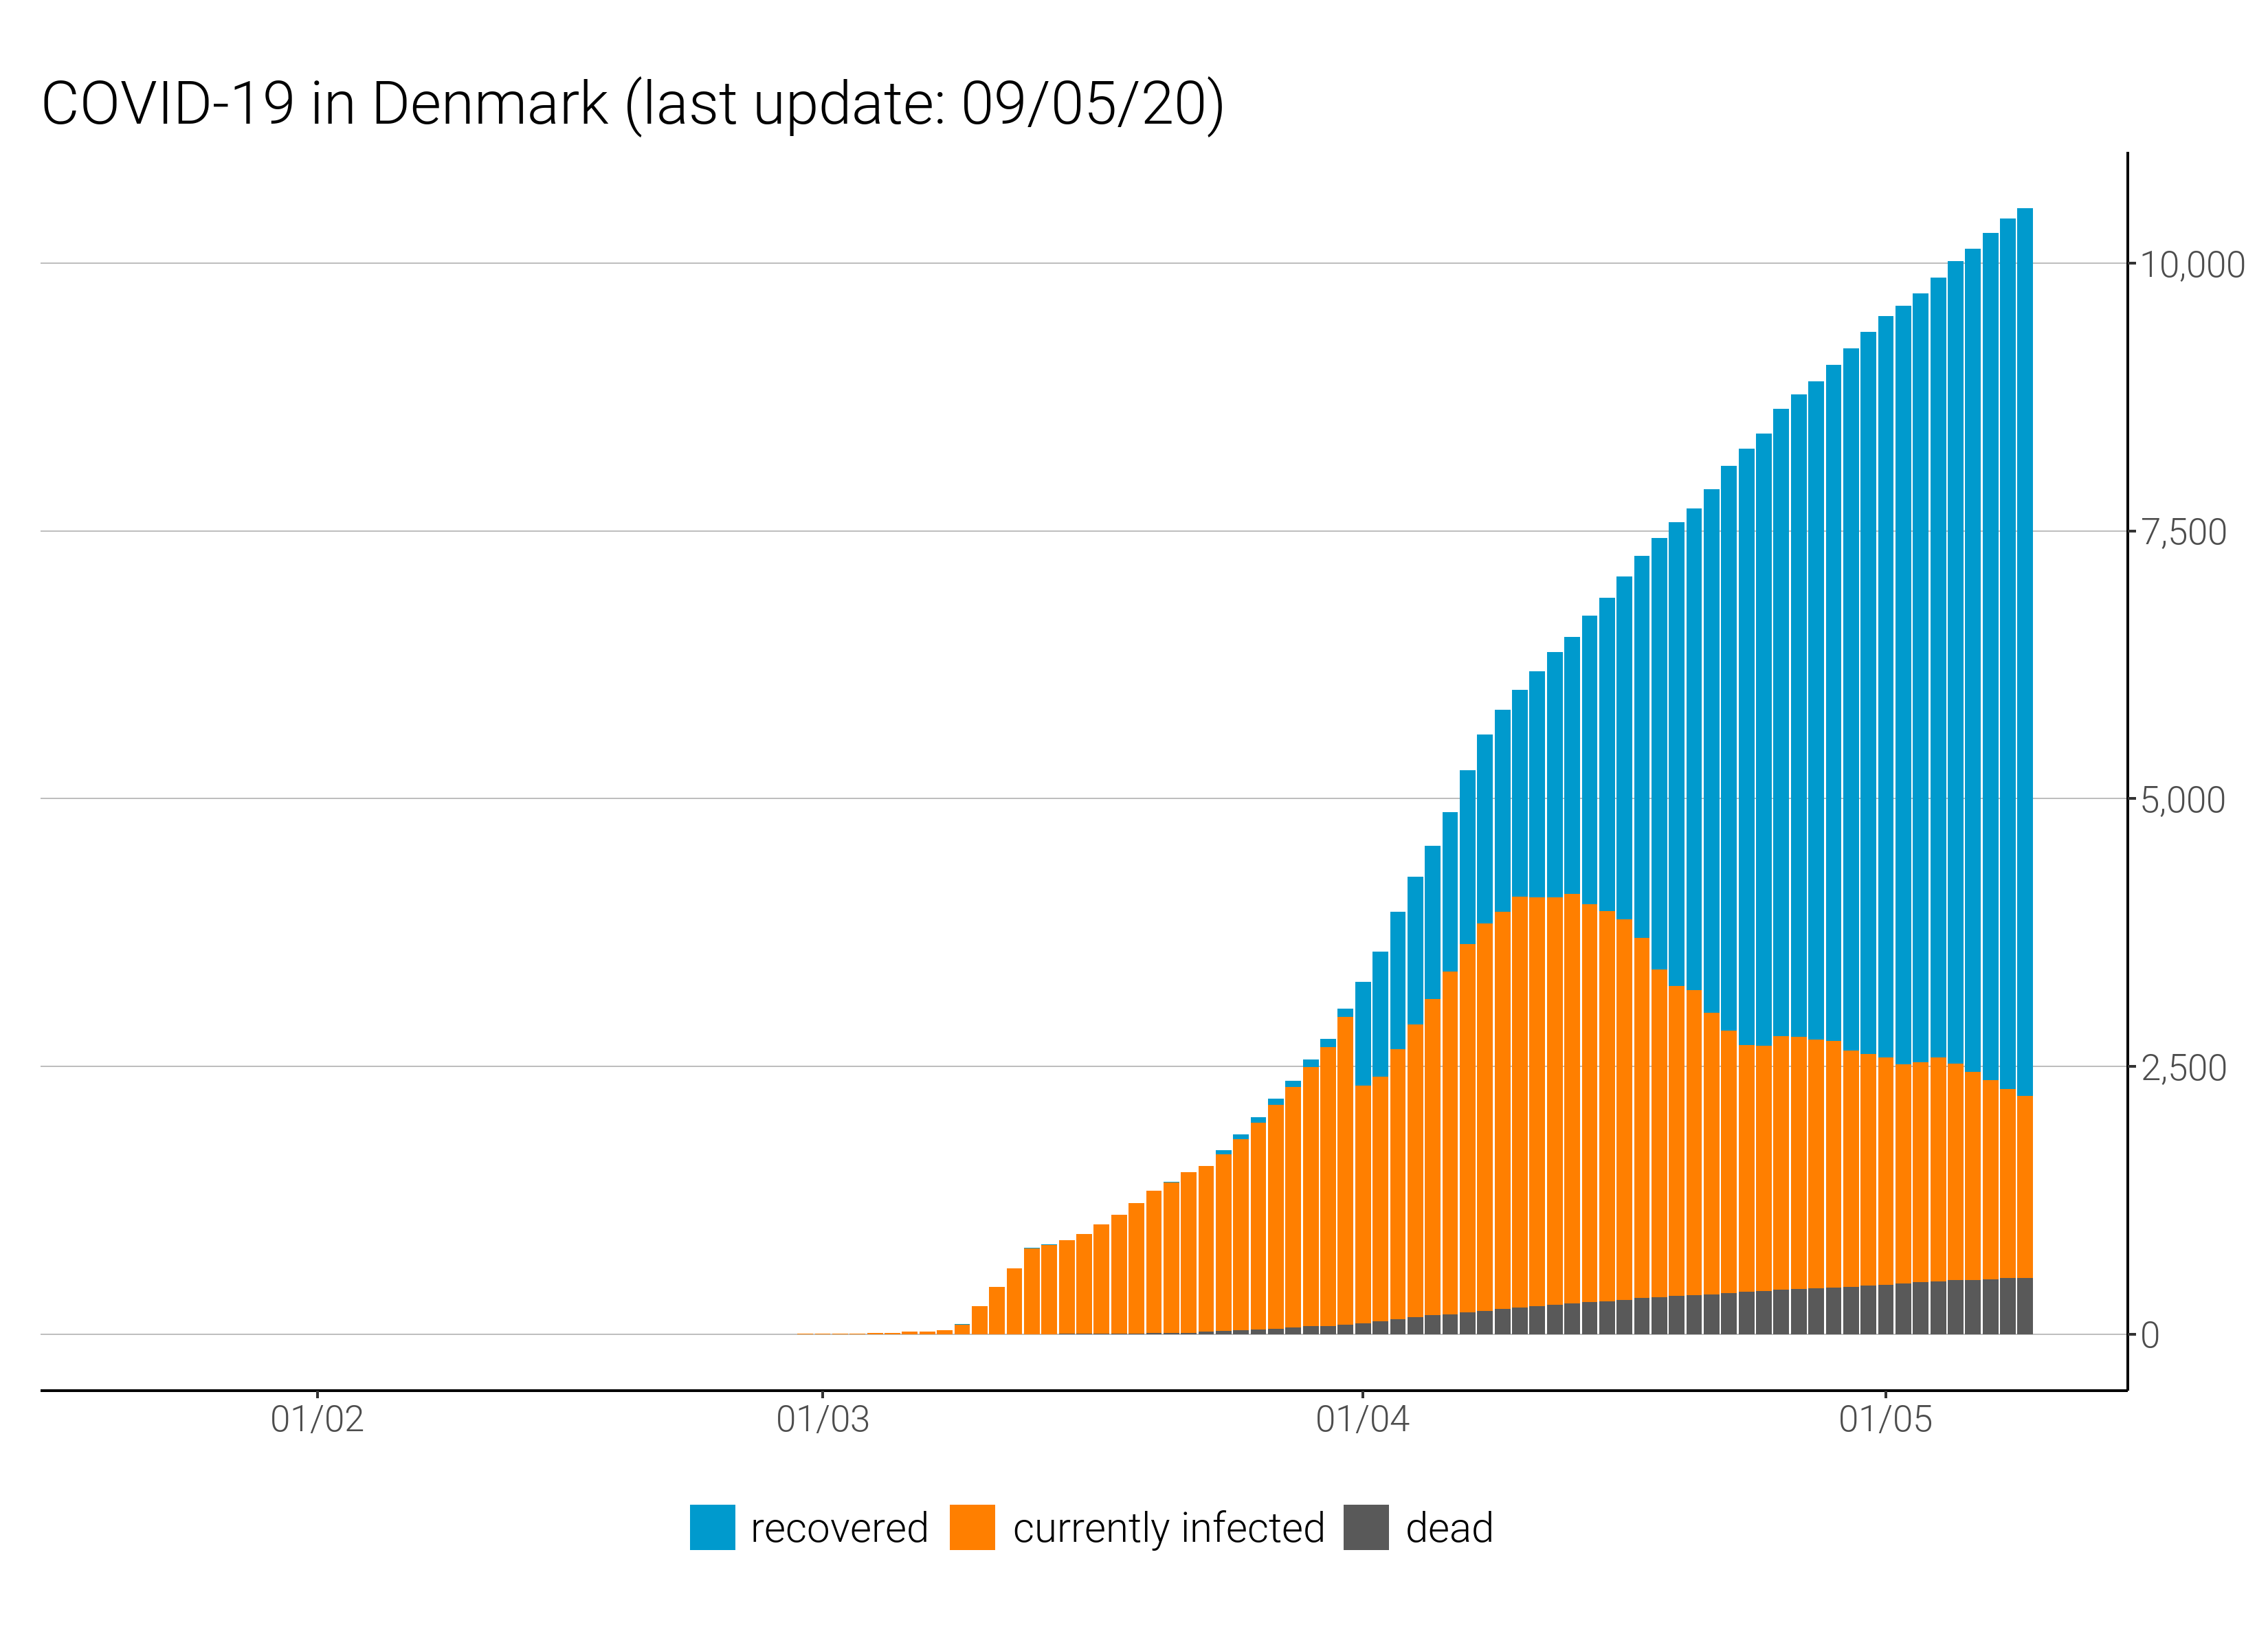 COVID-19 in Denmark (last update: 09/05/20)
10,000
7,500
5,000
2,500
0
01/02 01/03 01/04 01/05
recovered currently infected dead